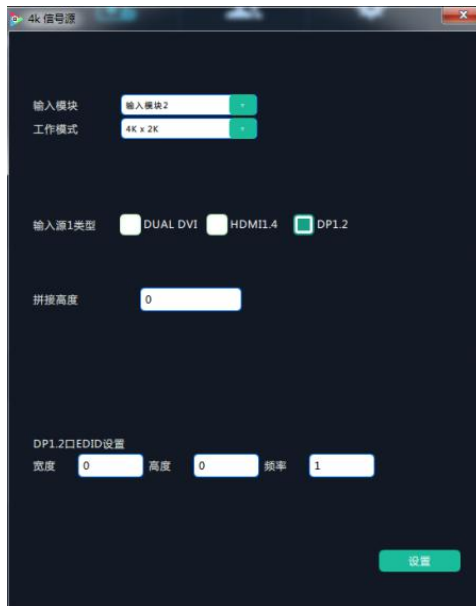 4k 信号源
输入模块 输入模块2
工作模式 4K x 2K
输入源1类型 DUAL DVI HDMI1.4 DP1.2
拼接高度 0
DP1.2口EDID设置
宽度 0 高度 0 频率 1
设置